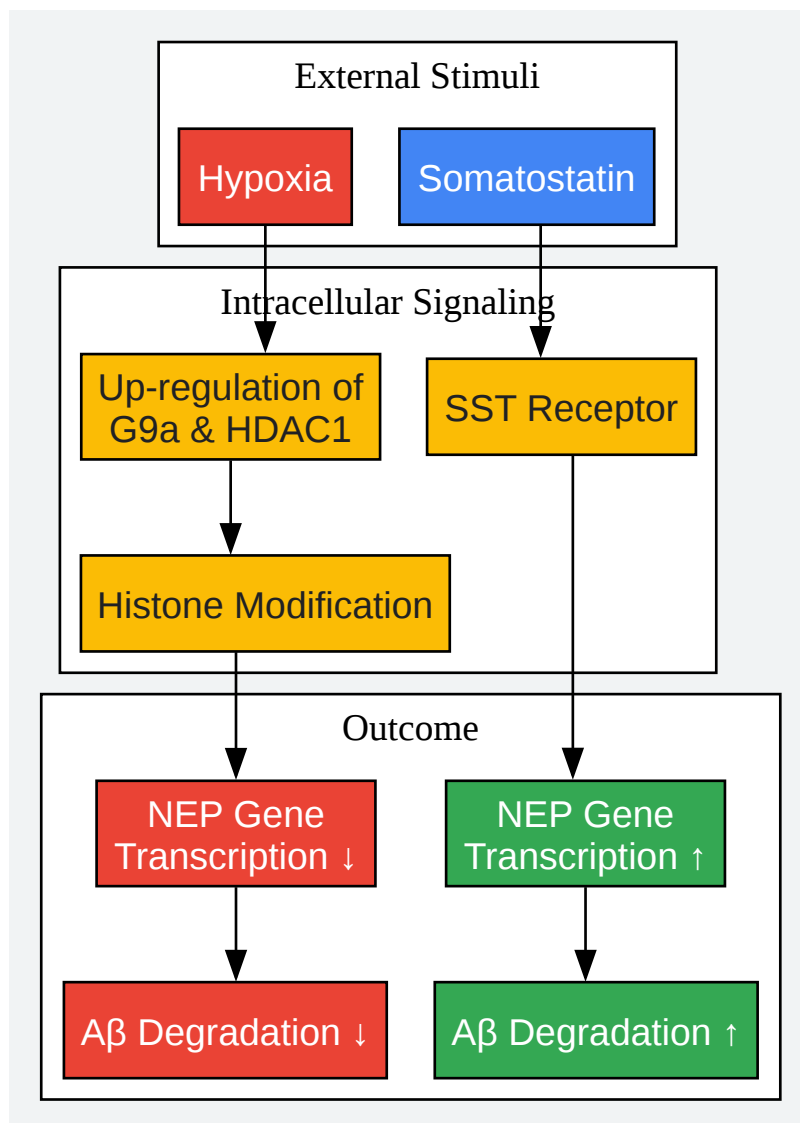 External Stimuli
Hypoxia
Somatostatin
Intracellular Signaling
Up-regulation of
G9a & HDAC1
SST Receptor
Histone Modification
Outcome
NEP Gene
Transcription ↓
NEP Gene
Transcription ↑
Aβ Degradation ↓
Aβ Degradation ↑